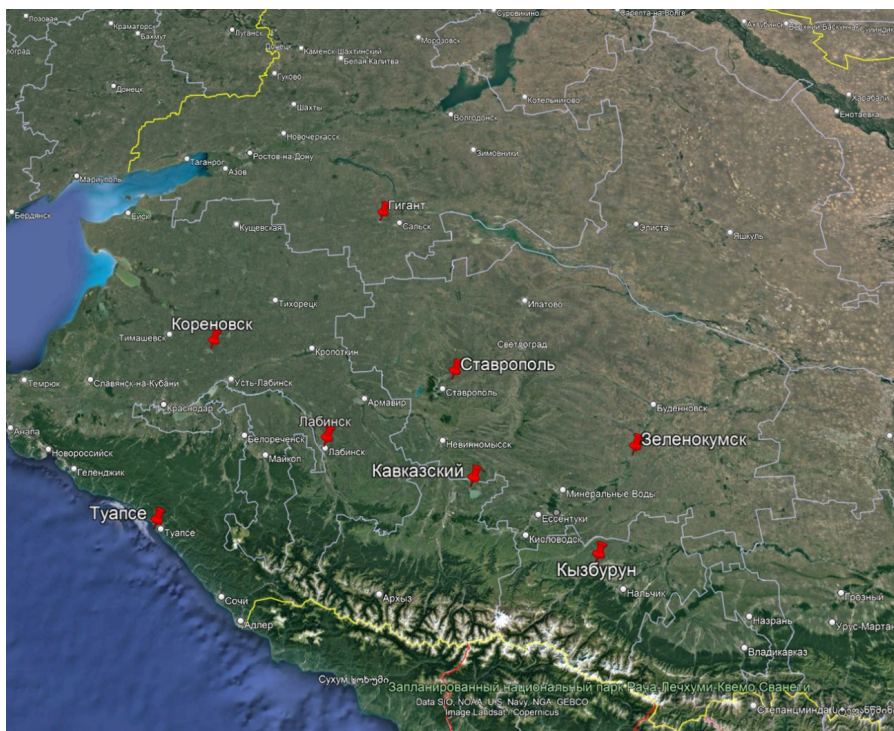 Лозовая
Краматорск
Бахмут
Луганск
Суровикино
Морозовск
Каменск-Шахтинский
Белая Калитва
Гуково
Донецк
Шахты
Котельниково
Харабали
Енотаевка
Волгодонск
Новочеркасск
Зимовники
Ростов-на-Дону
Таганрог
Азов
Мариуполь
Бердянск
Ейск
Гигант
Кущевская
Сальск
Элиста
Яшкуль
Тихорецк
Ипатово
Кореновск
Тимашевск
Светлоград
Кропоткин
Ставрополь
Темрюк
Славянск-на-Кубани
Усть-Лабинск
Ставрополь
Армавир
Краснодар
Буденновск
Лабинск
Анапа
Белореченск
Невинномысск
Зеленокумск
Новороссийск
Майкоп
Лабинск
Геленджик
Кавказский
Минеральные Воды
Туапсе
Ессентуки
Туапсе
Кисловодск
Кызбурун
Нальчик
Сочи
Архыз
Грозный
Адлер
Назрань
Урус-Мартан
Владикавказ
Сухум სოხუმი
Запланированный национальный парк Рача-Лечхуми-Квемо Сванети
Data SIO, NOAA, U.S. Navy, NGA, GEBCO
Image Landsat / Copernicus